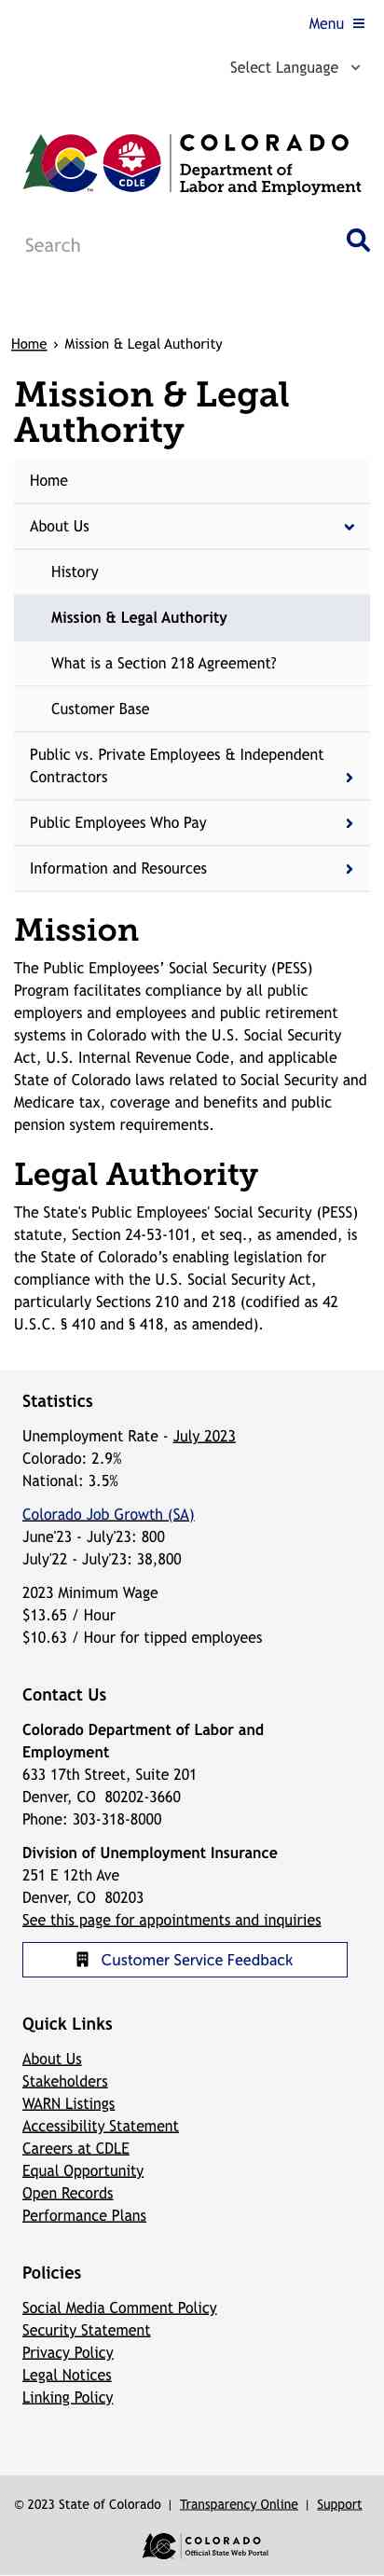 Menu
Select Language
COLORADO
CO
TM
CDLE
Department of
Labor and Employment
Search
Home › Mission & Legal Authority
Mission & Legal
Authority
Home
About Us
History
Mission & Legal Authority
What is a Section 218 Agreement?
Customer Base
Public vs. Private Employees & Independent
Contractors
Public Employees Who Pay
Information and Resources
Mission
The Public Employees’ Social Security (PESS)
Program facilitates compliance by all public
employers and employees and public retirement
systems in Colorado with the U.S. Social Security
Act, U.S. Internal Revenue Code, and applicable
State of Colorado laws related to Social Security and
Medicare tax, coverage and benefits and public
pension system requirements.
Legal Authority
The State's Public Employees' Social Security (PESS)
statute, Section 24-53-101, et seq., as amended, is
the State of Colorado’s enabling legislation for
compliance with the U.S. Social Security Act,
particularly Sections 210 and 218 (codified as 42
U.S.C. § 410 and § 418, as amended).
Statistics
Unemployment Rate - July 2023
Colorado: 2.9%
National: 3.5%
Colorado Job Growth (SA)
June'23 - July'23: 800
July'22 - July'23: 38,800
2023 Minimum Wage
$13.65 / Hour
$10.63 / Hour for tipped employees
Contact Us
Colorado Department of Labor and
Employment
633 17th Street, Suite 201
Denver, CO  80202-3660
Phone: 303-318-8000
Division of Unemployment Insurance
251 E 12th Ave
Denver, CO  80203
See this page for appointments and inquiries
Customer Service Feedback
Quick Links
About Us
Stakeholders
WARN Listings
Accessibility Statement
Careers at CDLE
Equal Opportunity
Open Records
Performance Plans
Policies
Social Media Comment Policy
Security Statement
Privacy Policy
Legal Notices
Linking Policy
© 2023 State of Colorado | Transparency Online | Support
CO
COLORADO
Official State Web Portal